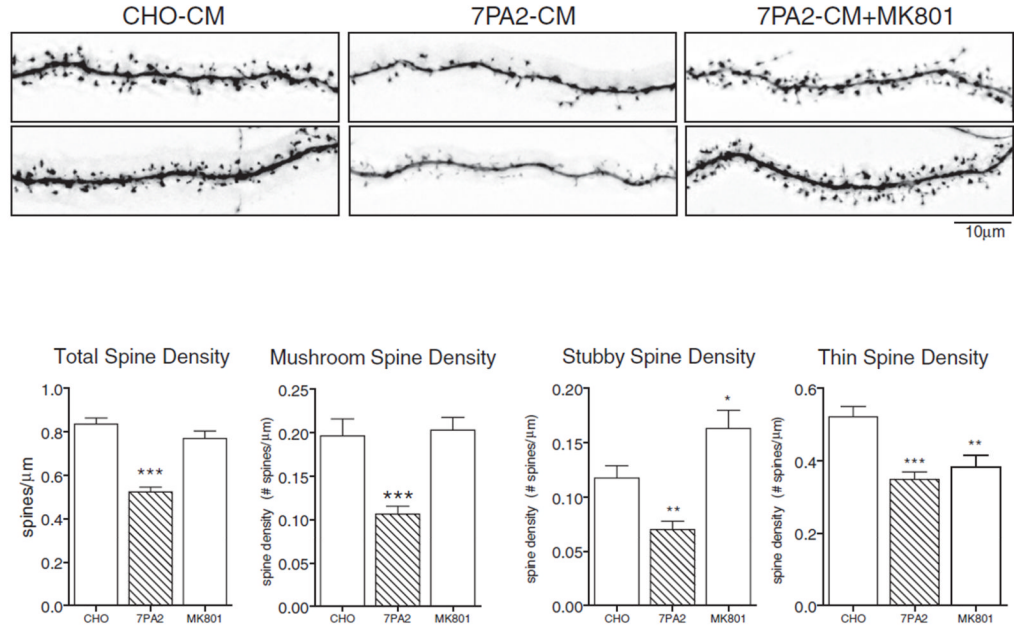 CHO-CM 7PA2-CM 7PA2-CM+MK801
10μm
Total Spine Density
1.0
0.8
0.6
0.4
0.2
0.0
spines/μm
***
CHO 7PA2 MK801
Mushroom Spine Density
0.25
0.20
0.15
0.10
0.05
0.00
spine density (# spines/μm)
***
CHO 7PA2 MK801
Stubby Spine Density
0.20
0.15
0.10
0.05
0.00
spine density (# spines/μm)
**
*
CHO 7PA2 MK801
Thin Spine Density
0.6
0.4
0.2
0.0
spine density (# spines/μm)
***
**
CHO 7PA2 MK801